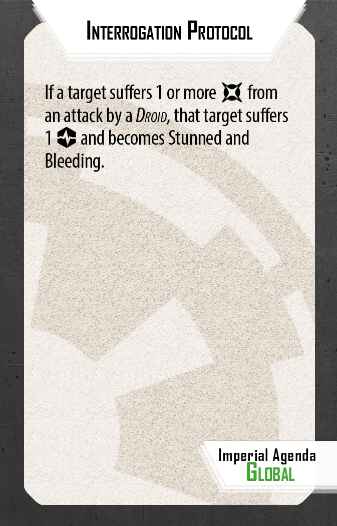 Interrogation Protocol
If a target suffers 1 or more from
an attack by a Droid, that target suffers
1 and becomes Stunned and
Bleeding.
Imperial Agenda
Global